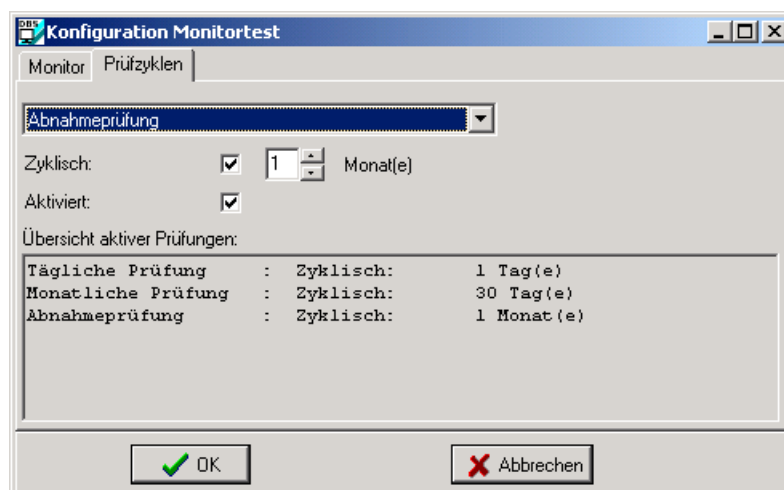 DBS
Konfiguration Monitortest
Monitor Prüfzyklen
Abnahmeprüfung
Zyklisch: 1 Monat(e)
Aktiviert:
Übersicht aktiver Prüfungen:
Tägliche Prüfung : Zyklisch: 1 Tag(e)
Monatliche Prüfung : Zyklisch: 30 Tag(e)
Abnahmeprüfung : Zyklisch: 1 Monat(e)
OK Abbrechen